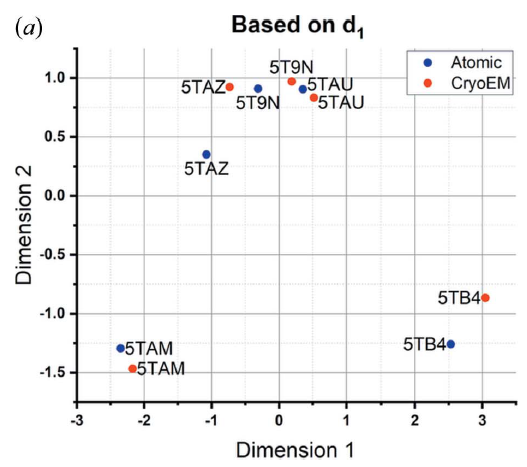 (a)
Based on d1
Atomic
CryoEM
5T9N
5TAZ
5TAU
5T9N
5TAU
5TAZ
5TB4
5TB4
5TAM
5TAM
1.0
0.5
0.0
-0.5
-1.0
-1.5
Dimension 2
-3 -2 -1 0 1 2 3
Dimension 1